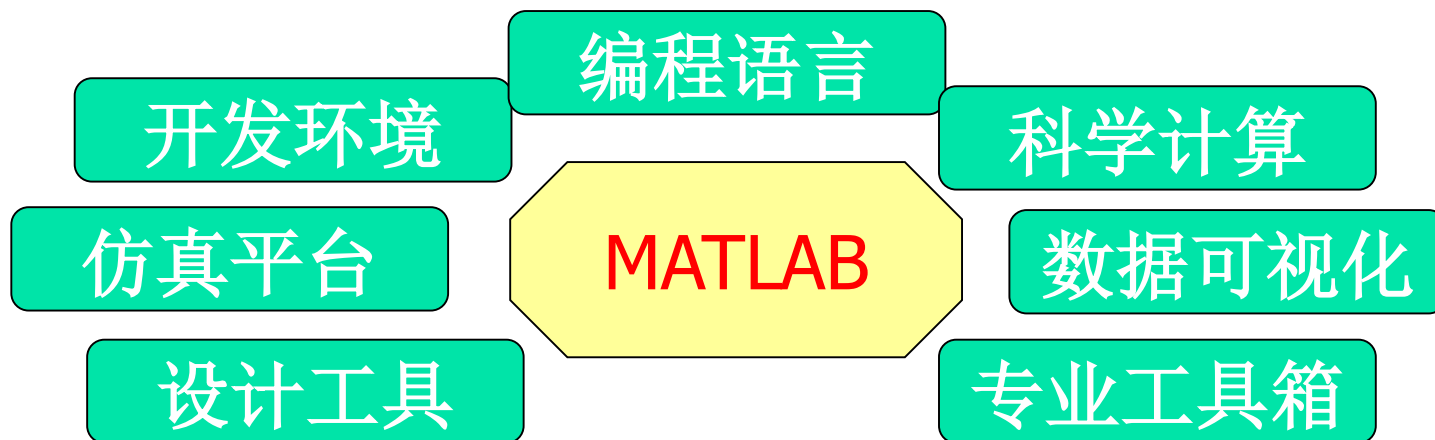 编程语言
开发环境
科学计算
仿真平台
MATLAB
数据可视化
设计工具
专业工具箱